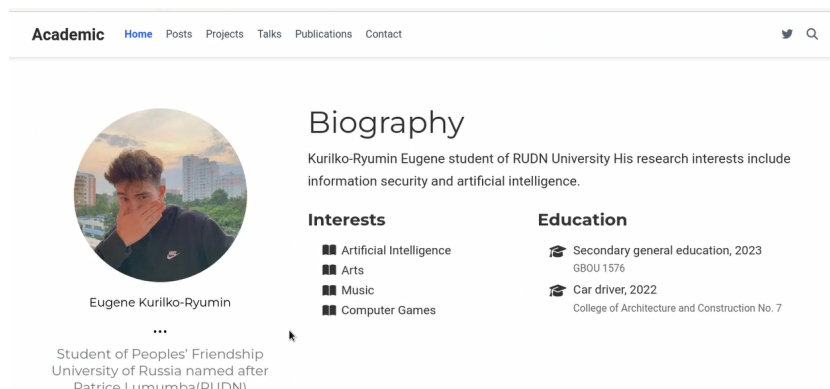 Academic Home Posts Projects Talks Publications Contact
Biography
Kurilko-Ryumin Eugene student of RUDN University His research interests include
information security and artificial intelligence.
Interests
Artificial Intelligence
Arts
Music
Computer Games
Education
Secondary general education, 2023
GBOU 1576
Car driver, 2022
College of Architecture and Construction No. 7
Eugene Kurilko-Ryumin
...
Student of Peoples' Friendship
University of Russia named after
Patrice Lumumba(RUDN)